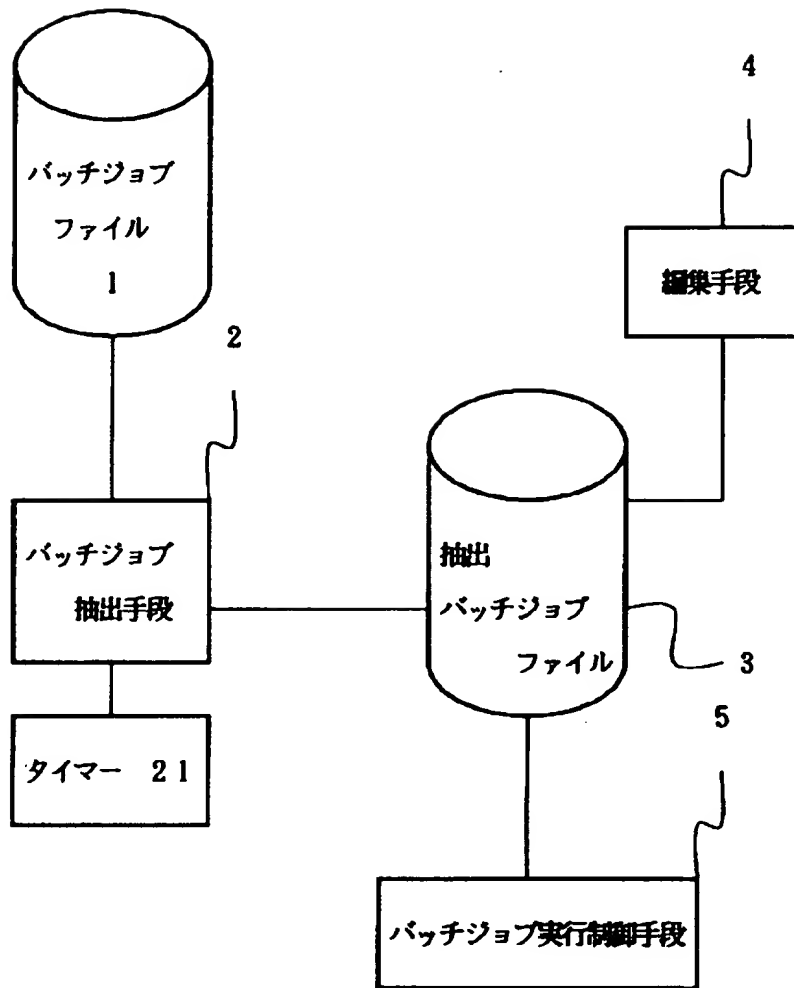 バッチジョブ
ファイル
1
2
バッチジョブ
抽出手段
タイマー 21
抽出
バッチジョブ
ファイル
3
4
編集手段
5
バッチジョブ実行制御手段